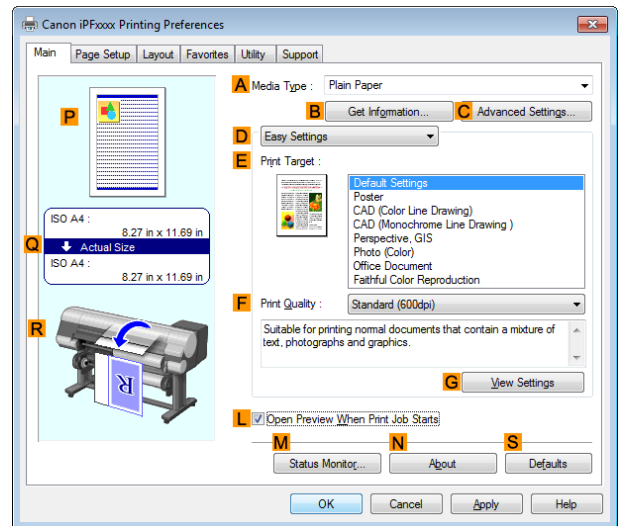 Canon iPFxxxx Printing Preferences
Main Page Setup Layout Favorites Utility Support
P
ISO A4 :
8.27 in x 11.69 in
Q Actual Size
ISO A4 :
8.27 in x 11.69 in
R
R
A Media Type : Plain Paper
B Get Information... C Advanced Settings...
D Easy Settings
E Print Target :
Default Settings
Poster
CAD (Color Line Drawing)
CAD (Monochrome Line Drawing )
Perspective, GIS
Photo (Color)
Office Document
Faithful Color Reproduction
F Print Quality : Standard (600dpi)
Suitable for printing normal documents that contain a mixture of
text, photographs and graphics.
G View Settings
L Open Preview When Print Job Starts
M N S
Status Monitor... About Defaults
OK Cancel Apply Help